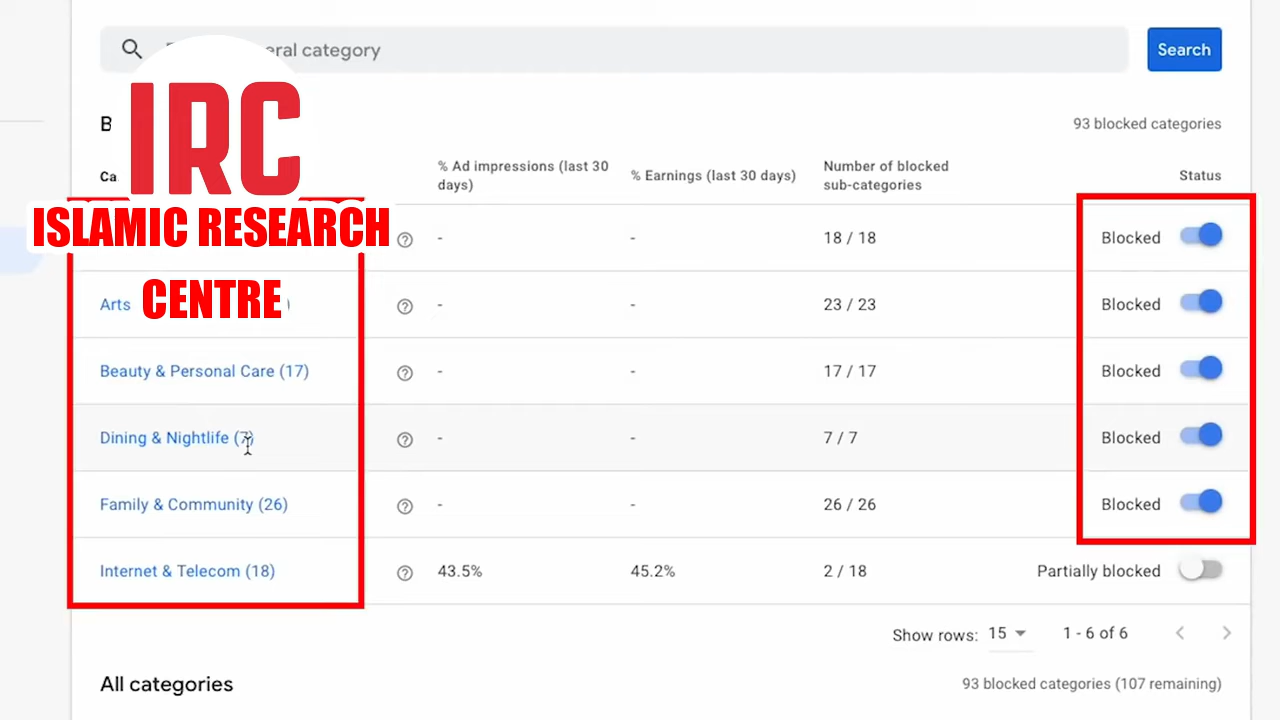 eral category
Search
IRC
93 blocked categories
% Ad impressions (last 30 days)
% Earnings (last 30 days)
Number of blocked sub-categories
Status
ISLAMIC RESEARCH
CENTRE
- - 18 / 18 Blocked
Arts - - 23 / 23 Blocked
Beauty & Personal Care (17) - - 17 / 17 Blocked
Dining & Nightlife (7) - - 7 / 7 Blocked
Family & Community (26) - - 26 / 26 Blocked
Internet & Telecom (18) 43.5% 45.2% 2 / 18 Partially blocked
Show rows: 15 1 - 6 of 6
All categories 93 blocked categories (107 remaining)